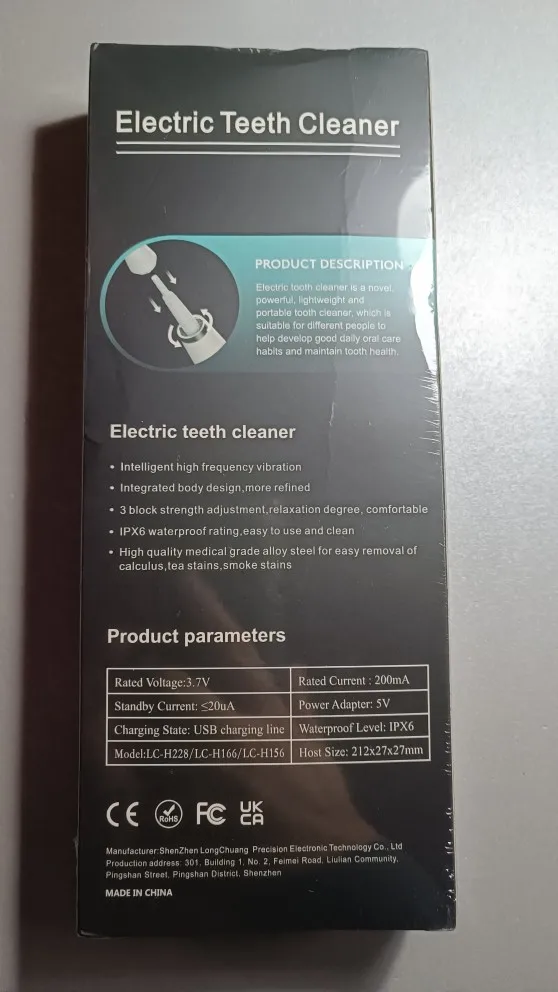 Electric Teeth Cleaner
PRODUCT DESCRIPTION
Electric tooth cleaner is a novel,
powerful, lightweight and
portable tooth cleaner, which is
suitable for different people to
help develop good daily oral care
habits and maintain tooth health.
Electric teeth cleaner
• Intelligent high frequency vibration
• Integrated body design,more refined
• 3 block strength adjustment,relaxation degree, comfortable
• IPX6 waterproof rating,easy to use and clean
• High quality medical grade alloy steel for easy removal of
calculus,tea stains,smoke stains
Product parameters
Rated Voltage:3.7V Rated Current : 200mA
Standby Current: ≤20uA Power Adapter: 5V
Charging State: USB charging line Waterproof Level: IPX6
Model:LC-H228/LC-H166/LC-H156 Host Size: 212x27x27mm
CE RoHS FC UK
CA
Manufacturer:ShenZhen LongChuang Precision Electronic Technology Co., Ltd
Production address: 301, Building 1, No. 2, Feimei Road, Liulian Community,
Pingshan Street, Pingshan District, Shenzhen
MADE IN CHINA